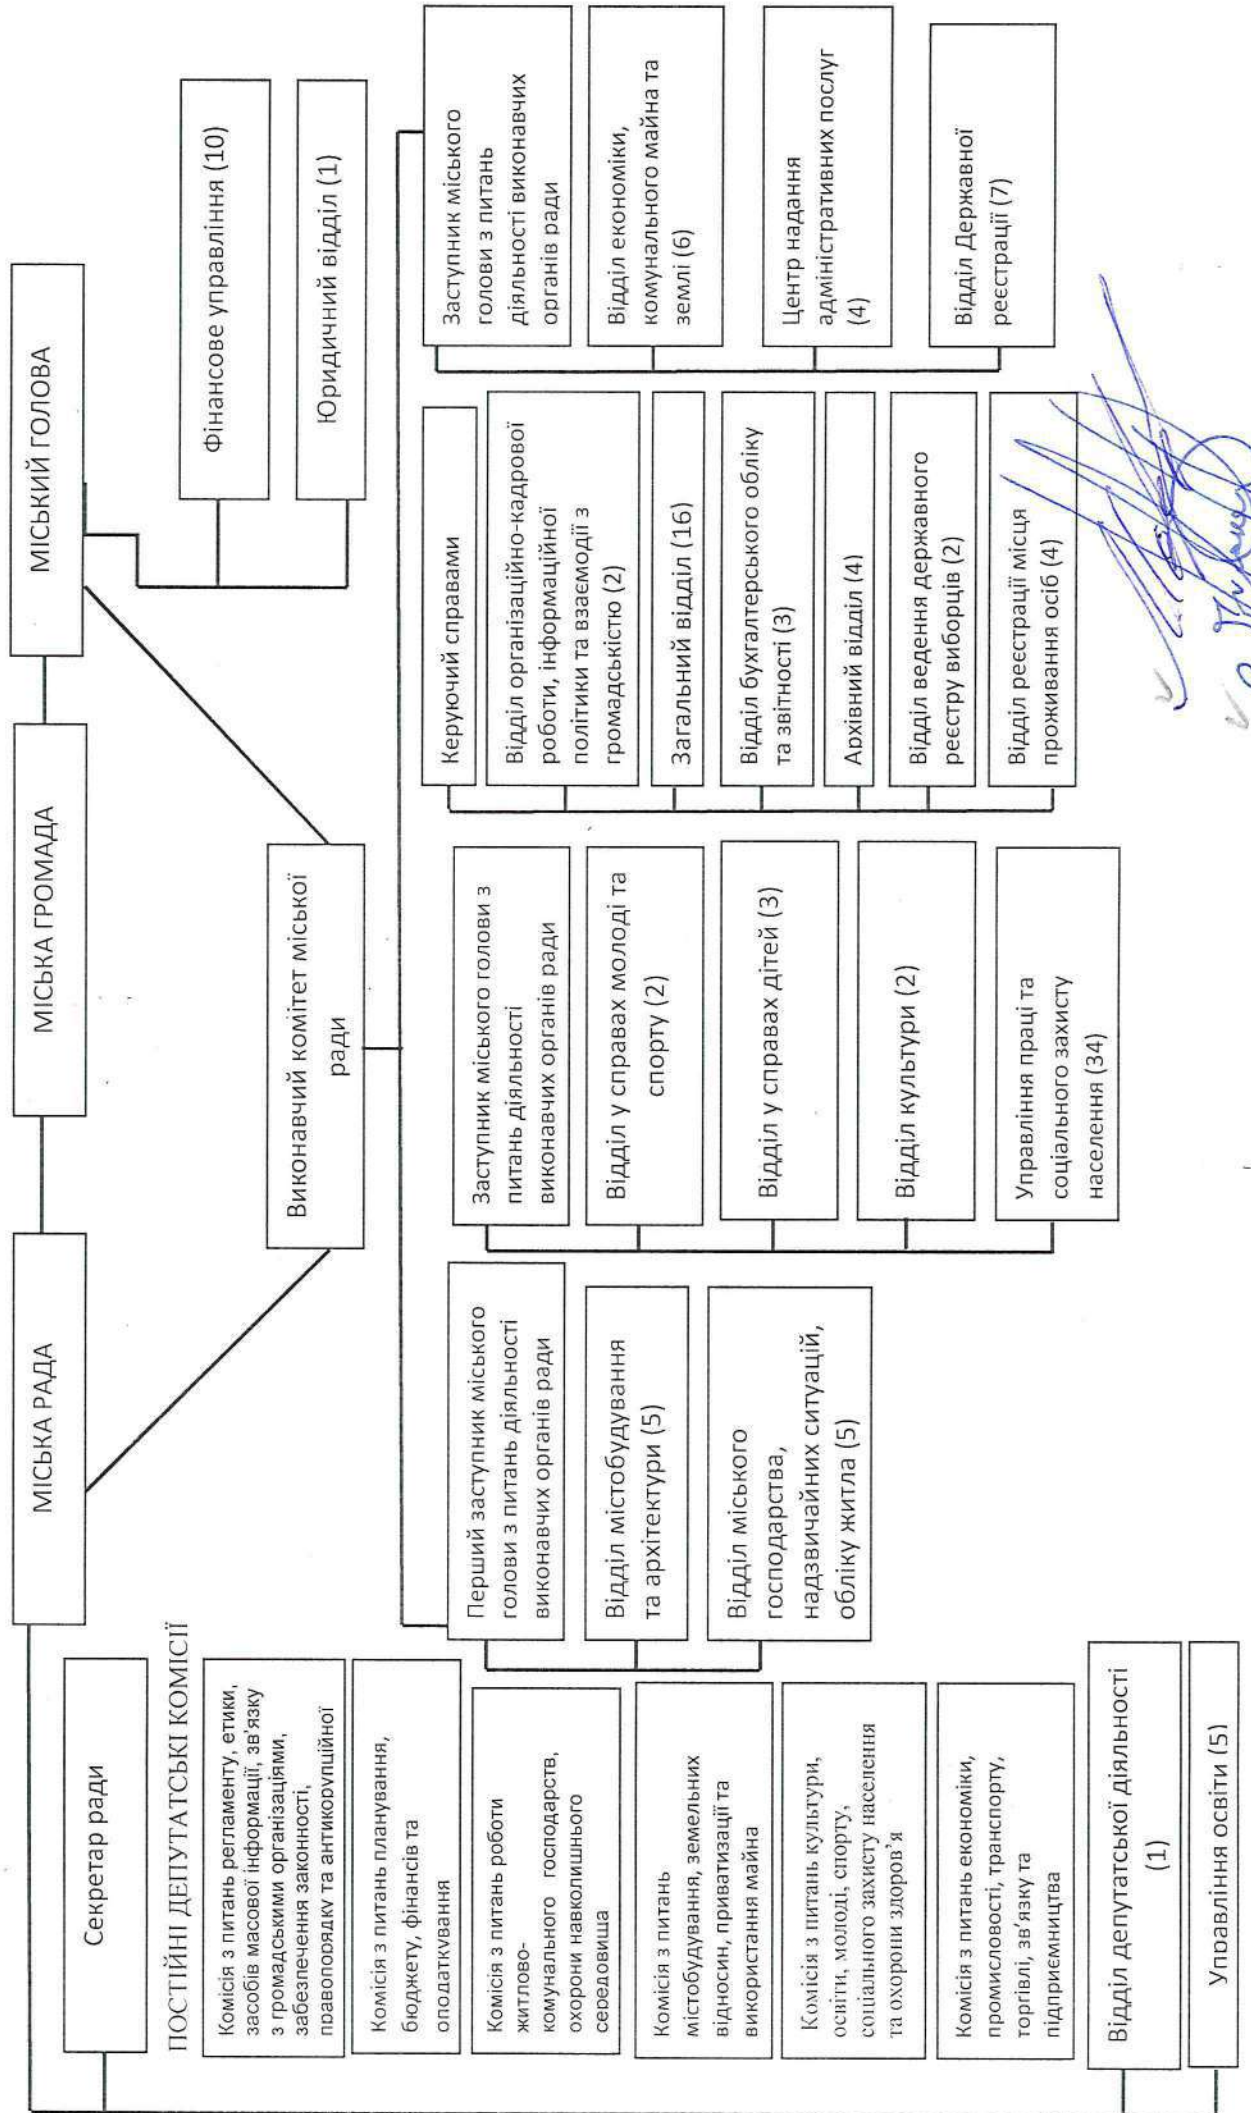 МІСЬКА РАДА
МІСЬКА ГРОМАДА
МІСЬКИЙ ГОЛОВА
Секретар ради
ПОСТІЙНІ ДЕПУТАТСЬКІ КОМІСІЇ
Комісія з питань регламенту, етики,
засобів масової інформації, зв'язку
з громадськими організаціями,
забезпечення законності,
правопорядку та антикорупційної
Комісія з питань планування,
бюджету, фінансів та
оподаткування
Комісія з питань роботи
житлово-
комунального господарств,
охорони навколишнього
середовища
Комісія з питань
містобудування, земельних
відносин, приватизації та
використання майна
Комісія з питань культури,
освіти, молоді, спорту,
соціального захисту населення
та охорони здоров'я
Комісія з питань економіки,
промисловості, транспорту,
торгівлі, зв'язку та
підприємництва
Відділ депутатської діяльності
(1)
Управління освіти (5)
Виконавчий комітет міської
ради
Фінансове управління (10)
Юридичний відділ (1)
Перший заступник міського
голови з питань діяльності
виконавчих органів ради
Відділ містобудування
та архітектури (5)
Відділ міського
господарства,
надзвичайних ситуацій,
обліку житла (5)
Заступник міського голови з
питань діяльності
виконавчих органів ради
Відділ у справах молоді та
спорту (2)
Відділ у справах дітей (3)
Відділ культури (2)
Управління праці та
соціального захисту
населення (34)
Керуючий справами
Відділ організаційно-кадрової
роботи, інформаційної
політики та взаємодії з
громадськістю (2)
Загальний відділ (16)
Відділ бухгалтерського обліку
та звітності (3)
Архівний відділ (4)
Відділ ведення державного
реєстру виборців (2)
Відділ реєстрації місця
проживання осіб (4)
Заступник міського
голови з питань
діяльності виконавчих
органів ради
Відділ економіки,
комунального майна та
землі (6)
Центр надання
адміністративних послуг
(4)
Відділ Державної
реєстрації (7)